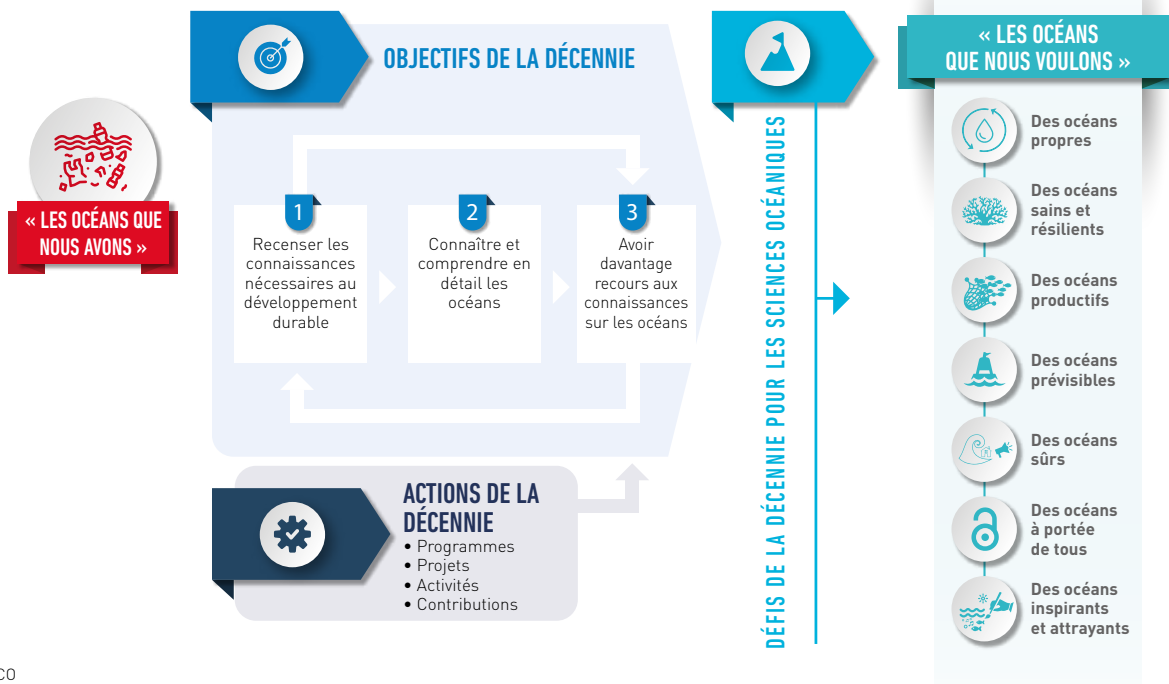 « LES OCÉANS QUE
NOUS AVONS »
OBJECTIFS DE LA DÉCENNIE
1
Recenser les
connaissances
nécessaires au
développement
durable
2
Connaître et
comprendre en
détail les
océans
3
Avoir
davantage
recours aux
connaissances
sur les océans
ACTIONS DE LA
DÉCENNIE
• Programmes
• Projets
• Activités
• Contributions
DÉFIS DE LA DÉCENNIE POUR LES SCIENCES OCÉANIQUES
« LES OCÉANS
QUE NOUS VOULONS »
Des océans
propres
Des océans
sains et
résilients
Des océans
productifs
Des océans
prévisibles
Des océans
sûrs
Des océans
à portée
de tous
Des océans
inspirants
et attrayants
CO